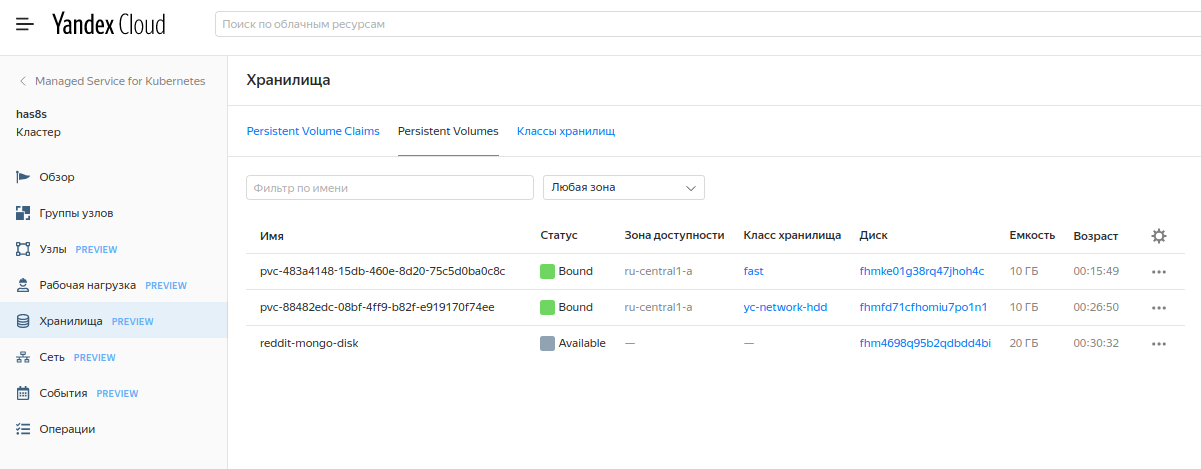 Yandex Cloud
Поиск по облачным ресурсам
Managed Service for Kubernetes
has8s
Кластер
Обзор
Группы узлов
Узлы PREVIEW
Рабочая нагрузка PREVIEW
Хранилища PREVIEW
Сеть PREVIEW
События PREVIEW
Операции
Хранилища
Persistent Volume Claims Persistent Volumes Классы хранилищ
Фильтр по имени Любая зона
Имя Статус Зона доступности Класс хранилища Диск Емкость Возраст
pvc-483a4148-15db-460e-8d20-75c5d0ba0c8c Bound ru-central1-a fast fhmke01g38rq47jhoh4c 10 ГБ 00:15:49
pvc-88482edc-08bf-4ff9-b82f-e919170f74ee Bound ru-central1-a yc-network-hdd fhmfd71cfhomiu7po1n1 10 ГБ 00:26:50
reddit-mongo-disk Available — — fhm4698q95b2qdbdd4bi 20 ГБ 00:30:32